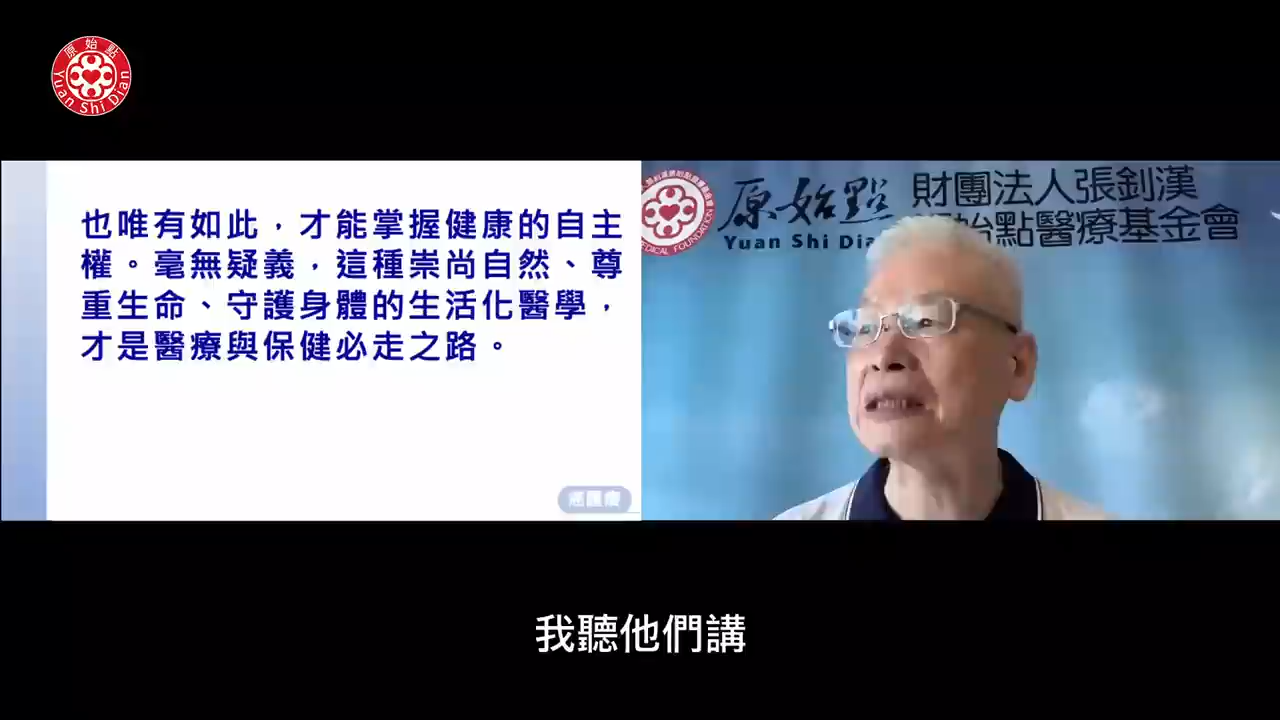 原始點
Yuan Shi Dian
也唯有如此，才能掌握健康的自主
權。毫無疑義，這種崇尚自然、尊
重生命、守護身體的生活化醫學，
才是醫療與保健必走之路。
原始點
Yuan Shi Dia
財團法人張釗漢
始點醫療基金會
我聽他們講